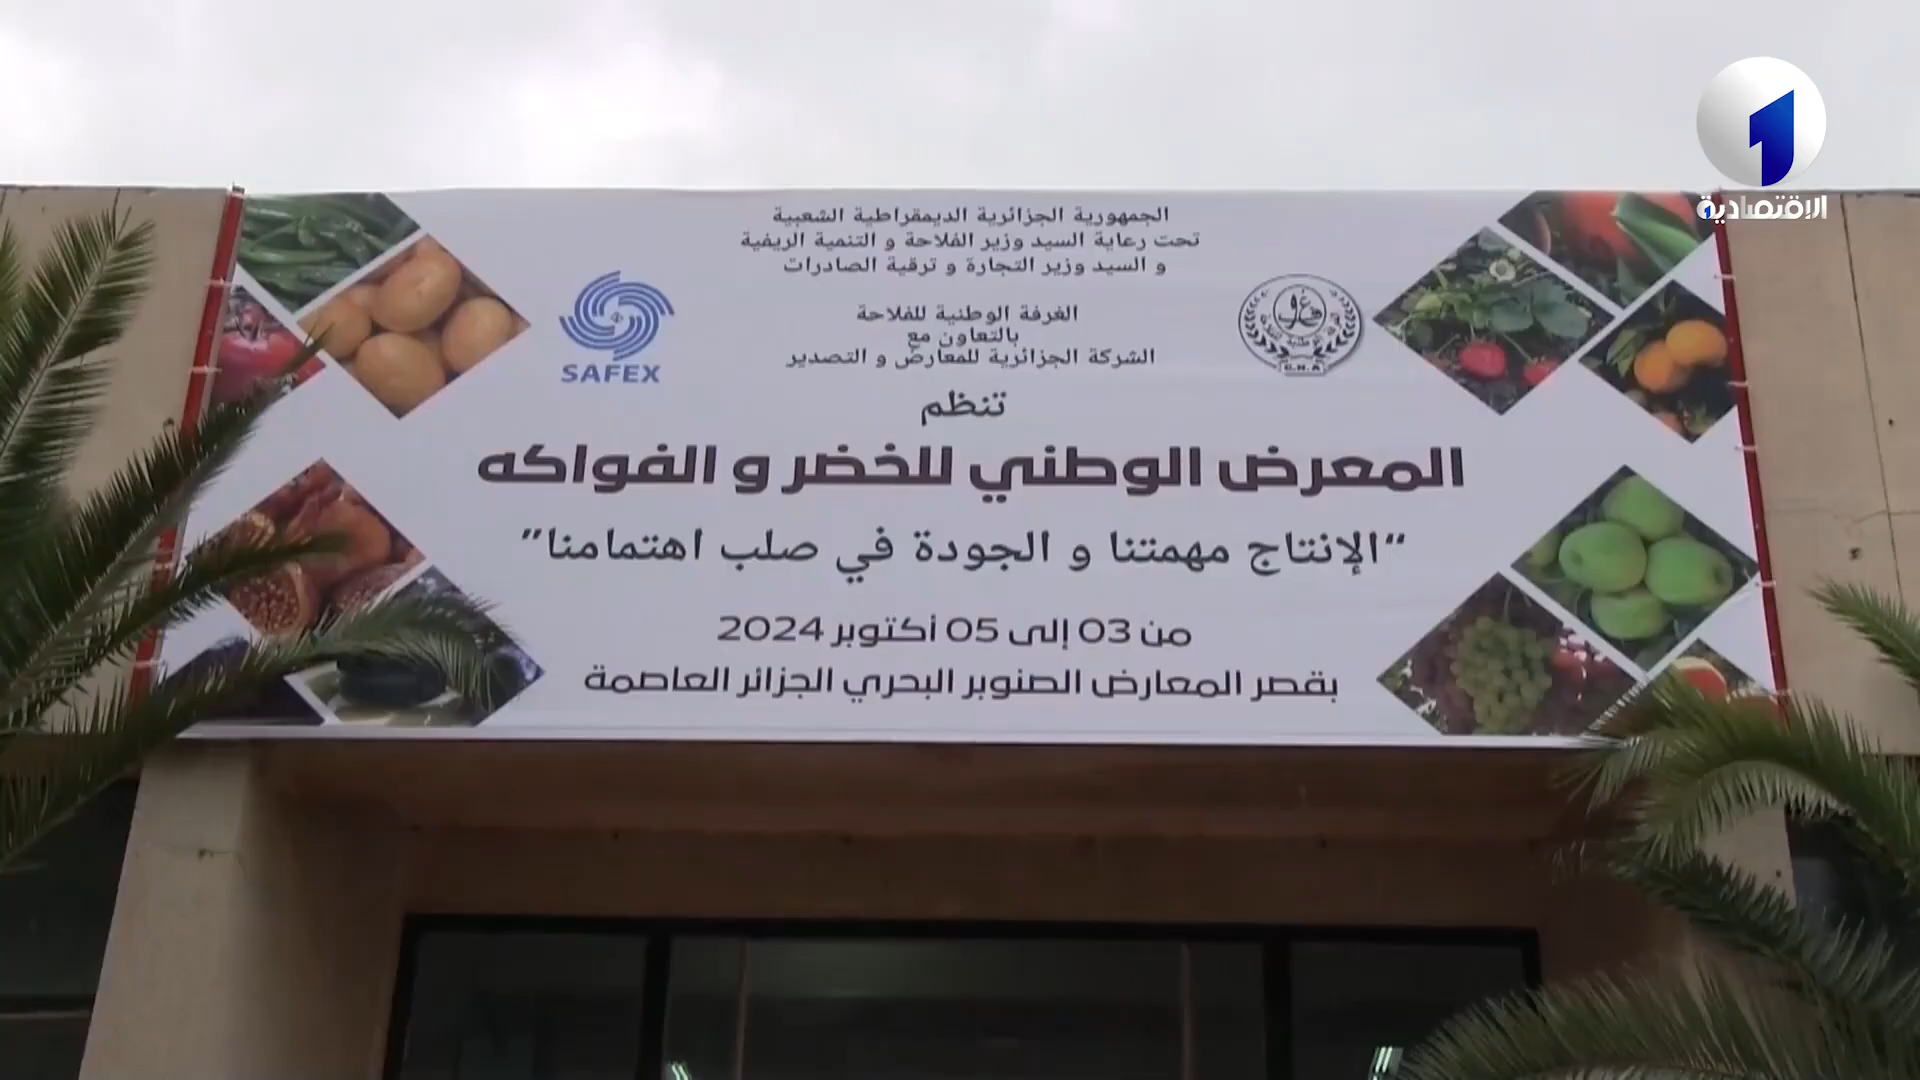 الجمهورية الجزائرية الديمقراطية الشعبية
تحت رعاية السيد وزير الفلاحة و التنمية الريفية
و السيد وزير التجارة و ترقية الصادرات
الغرفة الوطنية للفلاحة
بالتعاون مع
الشركة الجزائرية للمعارض و التصدير
SAFEX
C.N.A
تنظم
المعرض الوطني للخضر و الفواكه
“الإنتاج مهمتنا و الجودة في صلب اهتمامنا”
من 03 إلى 05 أكتوبر 2024
بقصر المعارض الصنوبر البحري الجزائر العاصمة
1
الإقتصادية